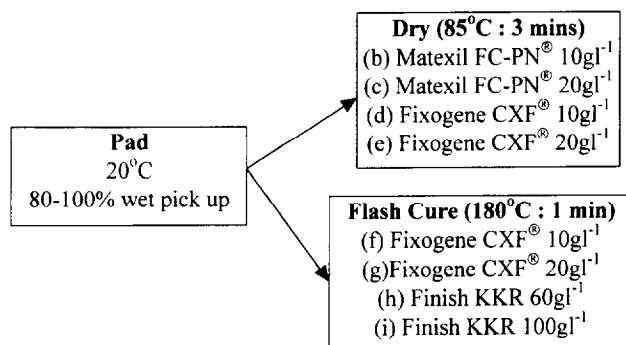 Pad
20°C
80-100% wet pick up
Dry (85°C : 3 mins)
(b) Matexil FC-PN® 10gl⁻¹
(c) Matexil FC-PN® 20gl⁻¹
(d) Fixogene CXF® 10gl⁻¹
(e) Fixogene CXF® 20gl⁻¹
Flash Cure (180°C : 1 min)
(f) Fixogene CXF® 10gl⁻¹
(g)Fixogene CXF® 20gl⁻¹
(h) Finish KKR 60gl⁻¹
(i) Finish KKR 100gl⁻¹